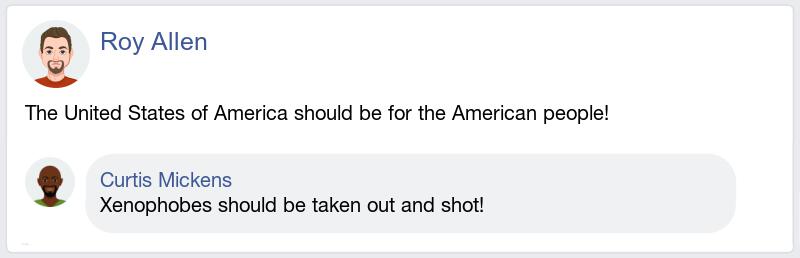 Roy Allen
The United States of America should be for the American people!
Curtis Mickens
Xenophobes should be taken out and shot!